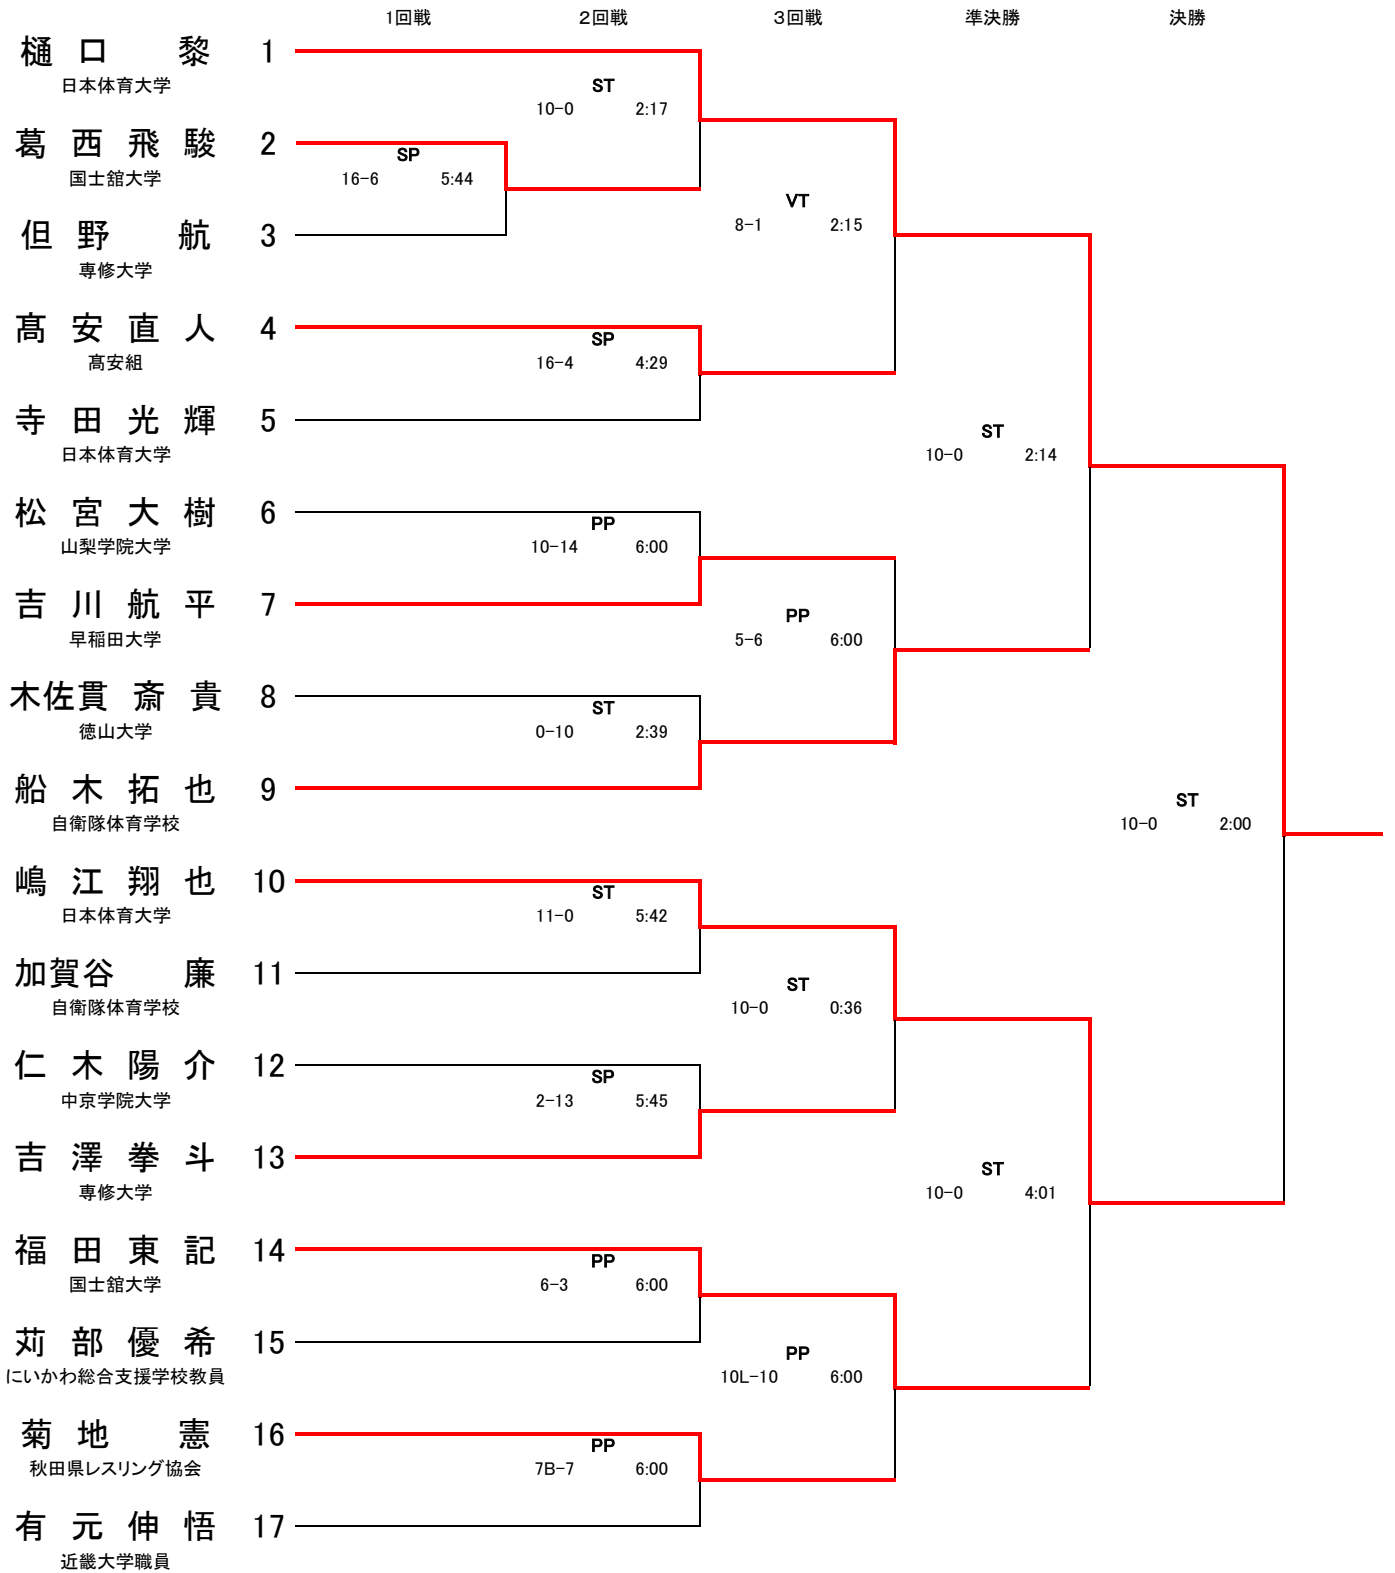 1回戦 2回戦 3回戦 準決勝 決勝
樋口 黎 1
日本体育大学
ST
10-0 2:17
葛西飛駿 2
国士舘大学
SP
16-6 5:44
VT
8-1 2:15
但野 航 3
専修大学
髙安直人 4
髙安組
SP
16-4 4:29
寺田光輝 5
日本体育大学
ST
10-0 2:14
松宮大樹 6
山梨学院大学
PP
10-14 6:00
吉川航平 7
早稲田大学
PP
5-6 6:00
木佐貫斎貴 8
徳山大学
ST
0-10 2:39
船木拓也 9
自衛隊体育学校
ST
10-0 2:00
嶋江翔也 10
日本体育大学
ST
11-0 5:42
加賀谷 廉 11
自衛隊体育学校
ST
10-0 0:36
仁木陽介 12
中京学院大学
SP
2-13 5:45
吉澤拳斗 13
専修大学
ST
10-0 4:01
福田東記 14
国士舘大学
PP
6-3 6:00
苅部優希 15
にいかわ総合支援学校教員
PP
10L-10 6:00
菊地 憲 16
秋田県レスリング協会
PP
7B-7 6:00
有元伸悟 17
近畿大学職員